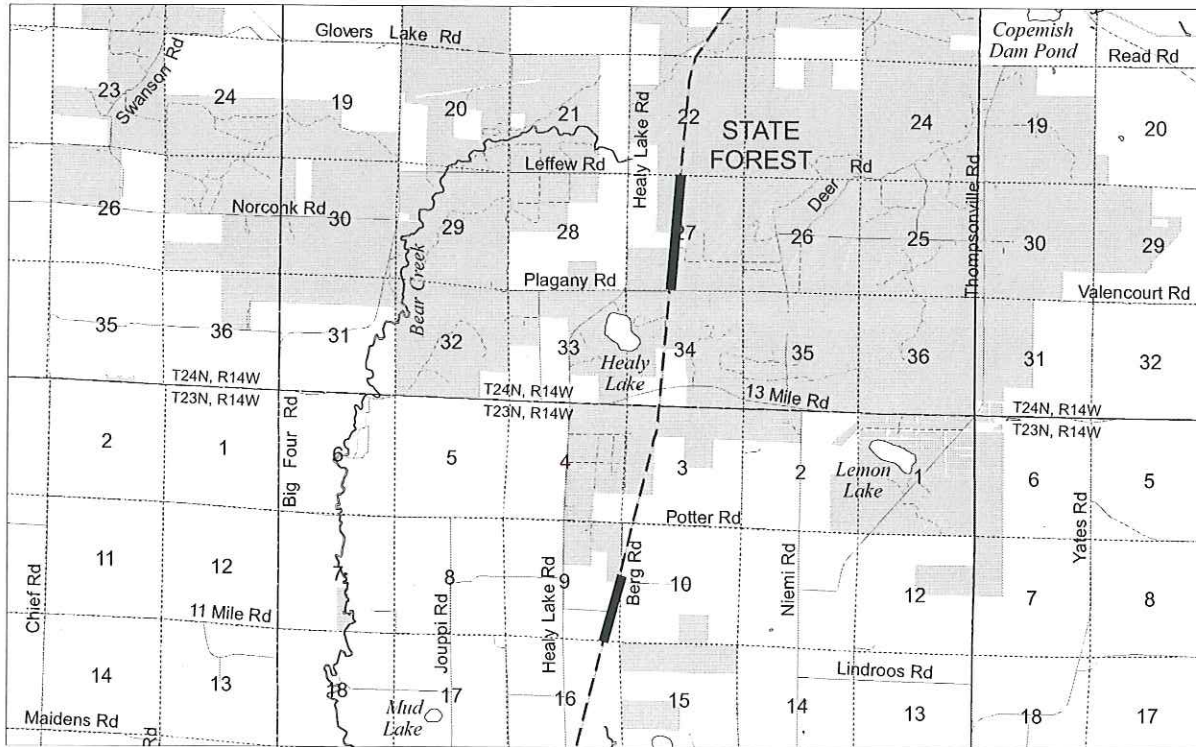 Glovers Lake Rd
Copemish
Dam Pond
Read Rd
Swanson Rd
23
24
19
20
21
Healy Lake Rd
22
STATE
FOREST
24
19
20
Leffew Rd
Deer Rd
Thompsonville Rd
26
Norconk Rd
30
29
28
27
26
25
30
29
Bear Creek
Plagany Rd
Valencourt Rd
35
36
31
32
33
Healy
Lake
34
35
36
31
32
T24N, R14W
T23N, R14W
T24N, R14W
T23N, R14W
13 Mile Rd
T24N, R14W
T23N, R14W
2
1
Big Four Rd
6
5
4
3
2
Lemon
Lake
1
6
5
Potter Rd
Yates Rd
Chief Rd
11
12
8
Jouppi Rd
Healy Lake Rd
9
Berg Rd
10
Niemi Rd
12
7
8
11 Mile Rd
Lindroos Rd
14
13
18
17
16
15
14
13
18
17
Maidens Rd
Rd
Mud
Lake